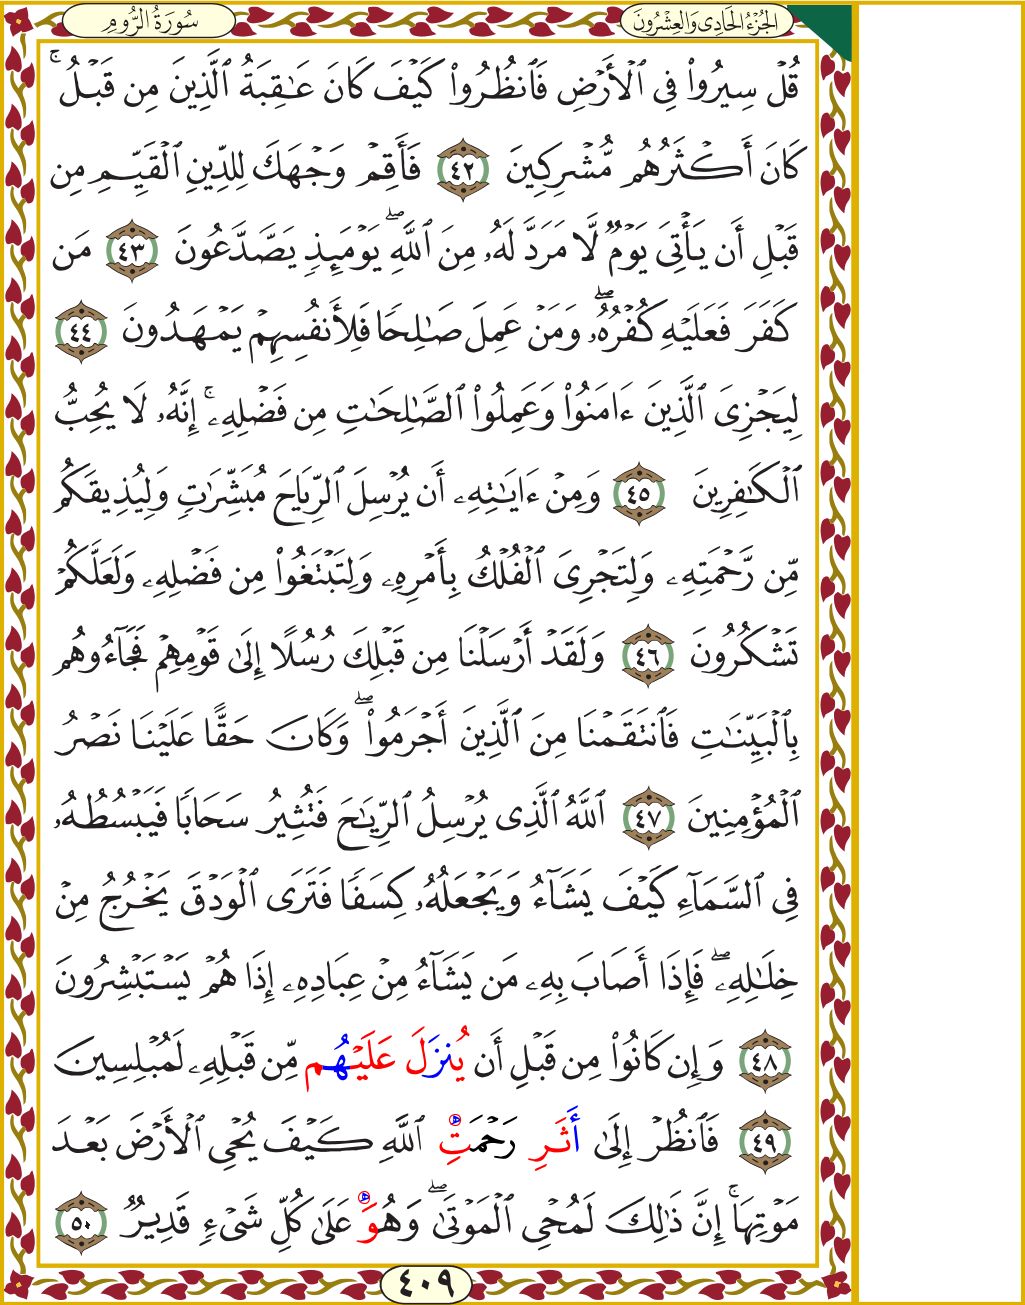 الجُزْءُ الحَادِى وَالعِشْرُونَ
سُورَةُ الرُّومِ
قُلْ سِيرُوا۟ فِى ٱلْأَرْضِ فَٱنظُرُوا۟ كَيْفَ كَانَ عَـٰقِبَةُ ٱلَّذِينَ مِن قَبْلُ ۚ
كَانَ أَكْثَرُهُم مُّشْرِكِينَ ٤٢ فَأَقِمْ وَجْهَكَ لِلدِّينِ ٱلْقَيِّمِ مِن
قَبْلِ أَن يَأْتِىَ يَوْمٌ لَّا مَرَدَّ لَهُۥ مِنَ ٱللَّهِ ۖ يَوْمَئِذٍ يَصَّدَّعُونَ ٤٣ مَن
كَفَرَ فَعَلَيْهِ كُفْرُهُۥ ۖ وَمَنْ عَمِلَ صَـٰلِحًا فَلِأَنفُسِهِمْ يَمْهَدُونَ ٤٤
لِيَجْزِىَ ٱلَّذِينَ ءَامَنُوا۟ وَعَمِلُوا۟ ٱلصَّـٰلِحَـٰتِ مِن فَضْلِهِۦٓ ۚ إِنَّهُۥ لَا يُحِبُّ
ٱلْكَـٰفِرِينَ ٤٥ وَمِنْ ءَايَـٰتِهِۦٓ أَن يُرْسِلَ ٱلرِّيَاحَ مُبَشِّرَٰتٍ وَلِيُذِيقَكُم
مِّن رَّحْمَتِهِۦ وَلِتَجْرِىَ ٱلْفُلْكُ بِأَمْرِهِۦ وَلِتَبْتَغُوا۟ مِن فَضْلِهِۦ وَلَعَلَّكُمْ
تَشْكُرُونَ ٤٦ وَلَقَدْ أَرْسَلْنَا مِن قَبْلِكَ رُسُلًا إِلَىٰ قَوْمِهِمْ فَجَآءُوهُم
بِٱلْبَيِّنَـٰتِ فَٱنتَقَمْنَا مِنَ ٱلَّذِينَ أَجْرَمُوا۟ ۖ وَكَانَ حَقًّا عَلَيْنَا نَصْرُ
ٱلْمُؤْمِنِينَ ٤٧ ٱللَّهُ ٱلَّذِى يُرْسِلُ ٱلرِّيَـٰحَ فَتُثِيرُ سَحَابًا فَيَبْسُطُهُۥ
فِى ٱلسَّمَآءِ كَيْفَ يَشَآءُ وَيَجْعَلُهُۥ كِسَفًا فَتَرَى ٱلْوَدْقَ يَخْرُجُ مِنْ
خِلَـٰلِهِۦ ۖ فَإِذَآ أَصَابَ بِهِۦ مَن يَشَآءُ مِنْ عِبَادِهِۦٓ إِذَا هُمْ يَسْتَبْشِرُونَ
٤٨ وَإِن كَانُوا۟ مِن قَبْلِ أَن يُنزَلَ عَلَيْهُم مِّن قَبْلِهِۦ لَمُبْلِسِينَ
٤٩ فَٱنظُرْ إِلَىٰٓ أَثَرِ رَحْمَتِ ٱللَّهِ كَيْفَ يُحْىِ ٱلْأَرْضَ بَعْدَ
مَوْتِهَآ ۚ إِنَّ ذَٰلِكَ لَمُحْىِ ٱلْمَوْتَىٰ ۖ وَهُوَ عَلَىٰ كُلِّ شَىْءٍ قَدِيرٌ ٥٠
٤٠٩